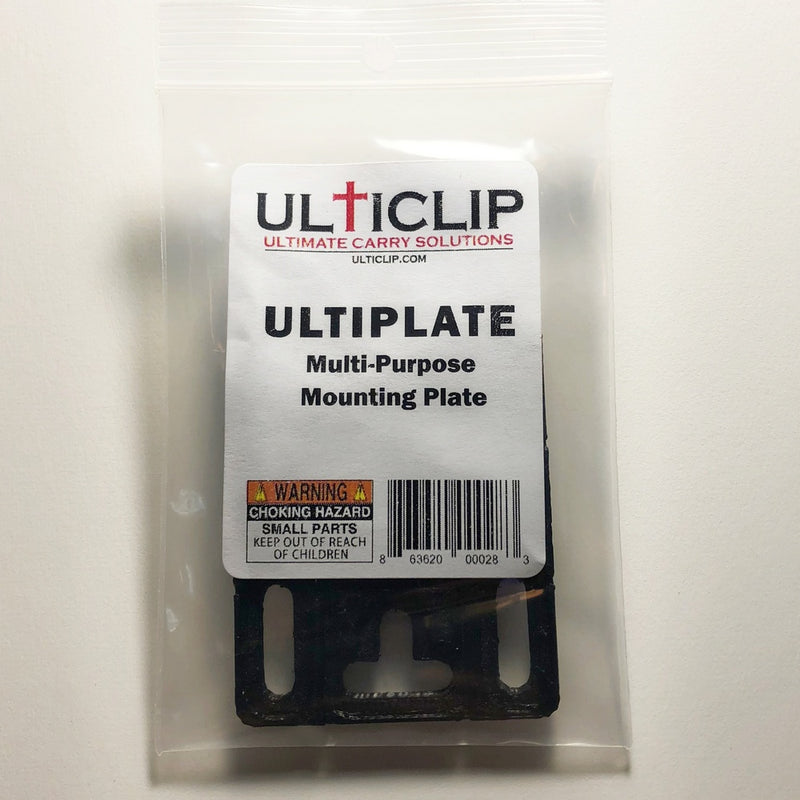 ULTICLIP
ULTIMATE CARRY SOLUTIONS
ULTICLIP.COM
ULTIPLATE
Multi-Purpose
Mounting Plate
WARNING
CHOKING HAZARD
SMALL PARTS
KEEP OUT OF REACH
OF CHILDREN
8 63620 00028 3